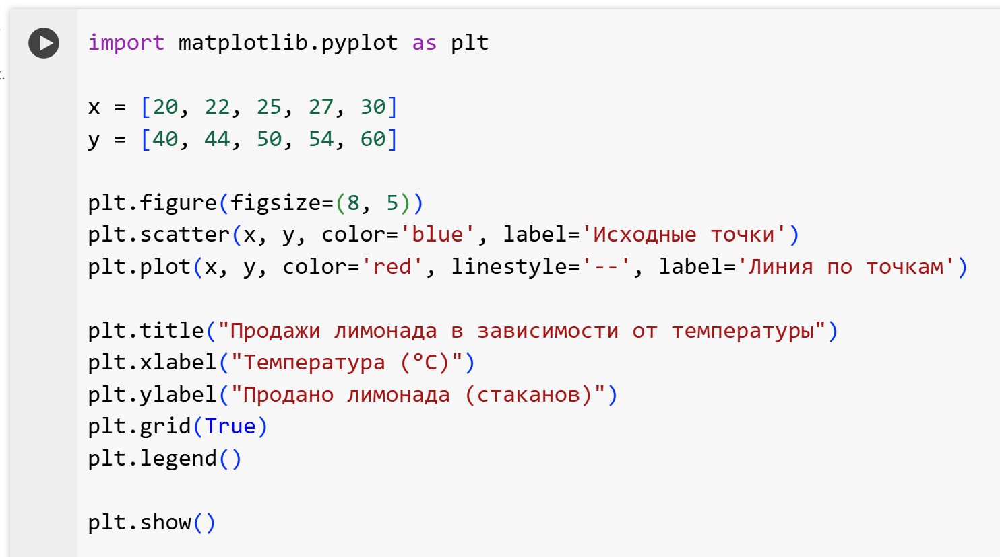 import matplotlib.pyplot as plt
x = [20, 22, 25, 27, 30]
y = [40, 44, 50, 54, 60]
plt.figure(figsize=(8, 5))
plt.scatter(x, y, color='blue', label='Исходные точки')
plt.plot(x, y, color='red', linestyle='--', label='Линия по точкам')
plt.title("Продажи лимонада в зависимости от температуры")
plt.xlabel("Температура (°C)")
plt.ylabel("Продано лимонада (стаканов)")
plt.grid(True)
plt.legend()
plt.show()